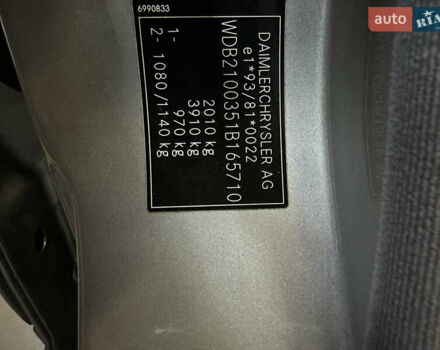 6990833
DAIMLERCHRYSLER AG
e1*93/81*0022
WDB2100351B165710
2010 kg
3910 kg
1- 970 kg
2- 1080/1140 kg
auto RIA